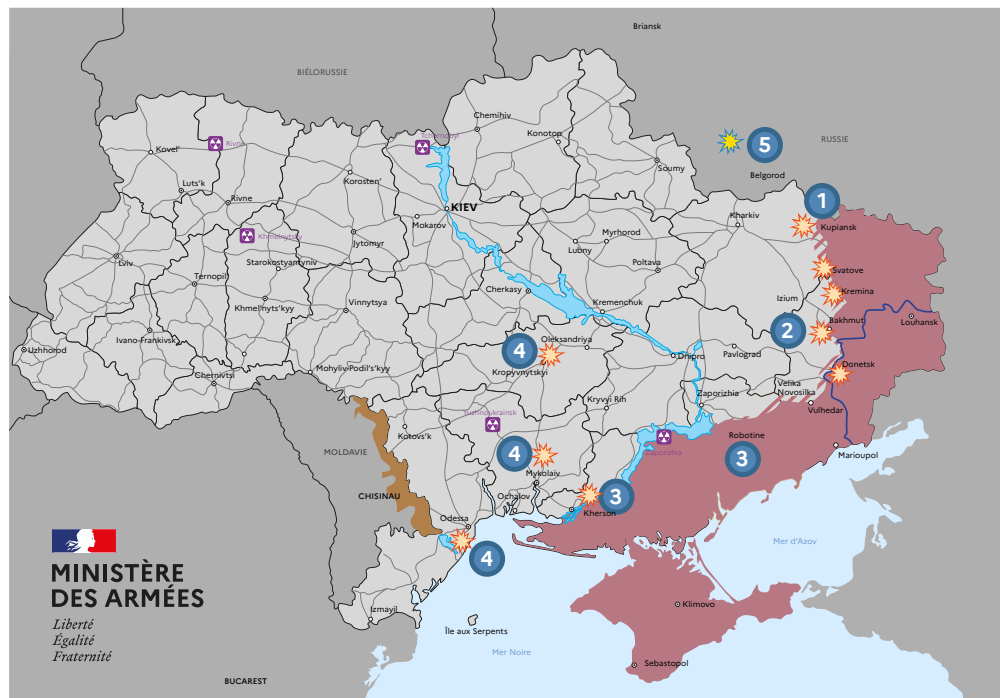 Briansk
BIÉLORUSSIE
RUSSIE
Chernihiv
Konotop
5
Tchernobyl
Rivne
Kovel'
Soumy
Belgorod
Korosten'
Luts'k
Rivne
KIEV
1
Kharkiv
Kupiansk
Mokarov
Khmelnytsky
Jytomyr
Myrhorod
Lubny
Lviv
Starokostyantyniv
Poltava
Svatove
Ternopil
Cherkasy
Kremina
Khmel'nyts'kyy
Vinnytsya
Kremenchuk
Izium
Bakhmut
Louhansk
2
Ivano-Frankivsk
Oleksandriya
Uzhhorod
4
Dnipro
Pavlograd
Donetsk
Chernivtsi
Mohyliv-Podil's'kyy
Kropyvnytskyi
Velika
Novosilka
Zaporizhia
Kryvyi Rih
Vulhedar
Yuzhnoukrainsk
Kotovs'k
Robotine
Zaporizhia
Marioupol
MOLDAVIE
4
3
Mykolaiv
CHISINAU
Ochalov
3
Kherson
Odessa
Mer d'Azov
4
MINISTÈRE
DES ARMÉES
Liberté
Égalité
Fraternité
Izmayil
Klimovo
Île aux Serpents
Mer Noire
Sebastopol
BUCAREST